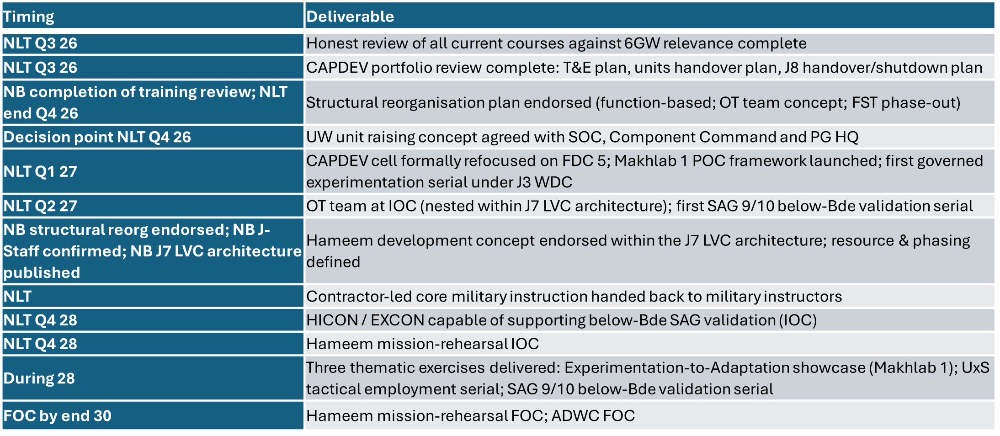 Timing
Deliverable
NLT Q3 26
Honest review of all current courses against 6GW relevance complete
NLT Q3 26
CAPDEV portfolio review complete: T&E plan, units handover plan, J8 handover/shutdown plan
NB completion of training review; NLT
end Q4 26
Structural reorganisation plan endorsed (function-based; OT team concept; FST phase-out)
Decision point NLT Q4 26
UW unit raising concept agreed with SOC, Component Command and PG HQ
NLT Q1 27
CAPDEV cell formally refocused on FDC 5; Makhlab 1 POC framework launched; first governed
experimentation serial under J3 WDC
NLT Q2 27
OT team at IOC (nested within J7 LVC architecture); first SAG 9/10 below-Bde validation serial
NB structural reorg endorsed; NB J-
Staff confirmed; NB J7 LVC architecture
published
Hameem development concept endorsed within the J7 LVC architecture; resource & phasing
defined
NLT
Contractor-led core military instruction handed back to military instructors
NLT Q4 28
HICON / EXCON capable of supporting below-Bde SAG validation (IOC)
NLT Q4 28
Hameem mission-rehearsal IOC
During 28
Three thematic exercises delivered: Experimentation-to-Adaptation showcase (Makhlab 1); UxS
tactical employment serial; SAG 9/10 below-Bde validation serial
FOC by end 30
Hameem mission-rehearsal FOC; ADWC FOC